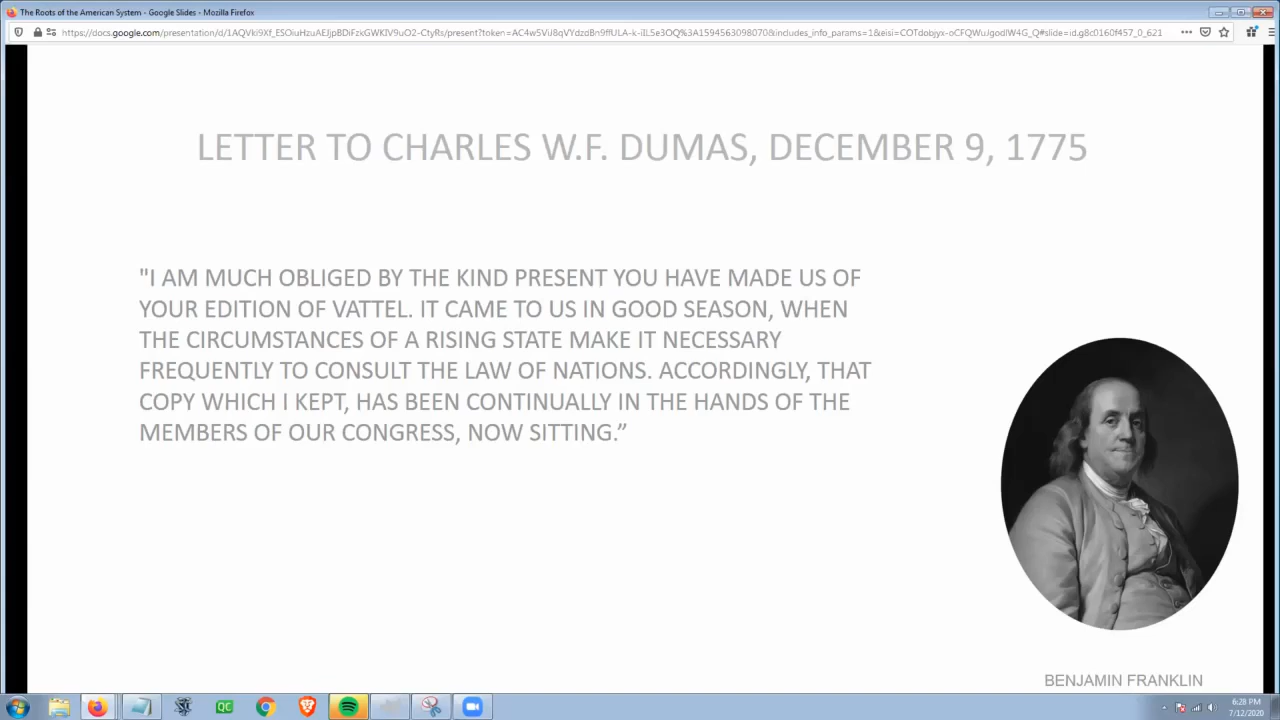 The Roots of the American System - Google Slides - Mozilla Firefox
LETTER TO CHARLES W.F. DUMAS, DECEMBER 9, 1775
"I AM MUCH OBLIGED BY THE KIND PRESENT YOU HAVE MADE US OF
YOUR EDITION OF VATTEL. IT CAME TO US IN GOOD SEASON, WHEN
THE CIRCUMSTANCES OF A RISING STATE MAKE IT NECESSARY
FREQUENTLY TO CONSULT THE LAW OF NATIONS. ACCORDINGLY, THAT
COPY WHICH I KEPT, HAS BEEN CONTINUALLY IN THE HANDS OF THE
MEMBERS OF OUR CONGRESS, NOW SITTING.”
BENJAMIN FRANKLIN
QC
6:28 PM
7/12/2020